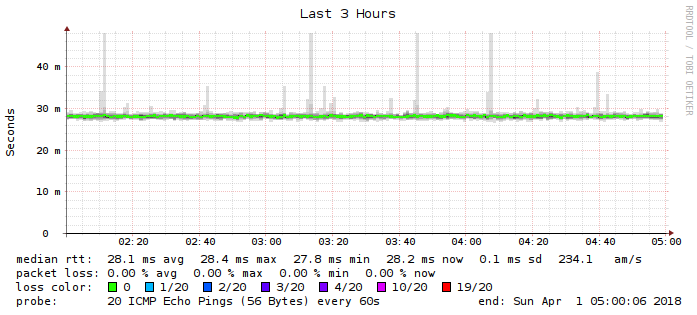 Last 3 Hours
RRDTOOL / TOBI OETIKER
Seconds
40 m
30 m
20 m
10 m
0
02:20 02:40 03:00 03:20 03:40 04:00 04:20 04:40 05:00
median rtt: 28.1 ms avg 28.4 ms max 27.8 ms min 28.2 ms now 0.1 ms sd 234.1 am/s
packet loss: 0.00 % avg 0.00 % max 0.00 % min 0.00 % now
loss color: 0 1/20 2/20 3/20 4/20 10/20 19/20
probe: 20 ICMP Echo Pings (56 Bytes) every 60s end: Sun Apr 1 05:00:06 2018